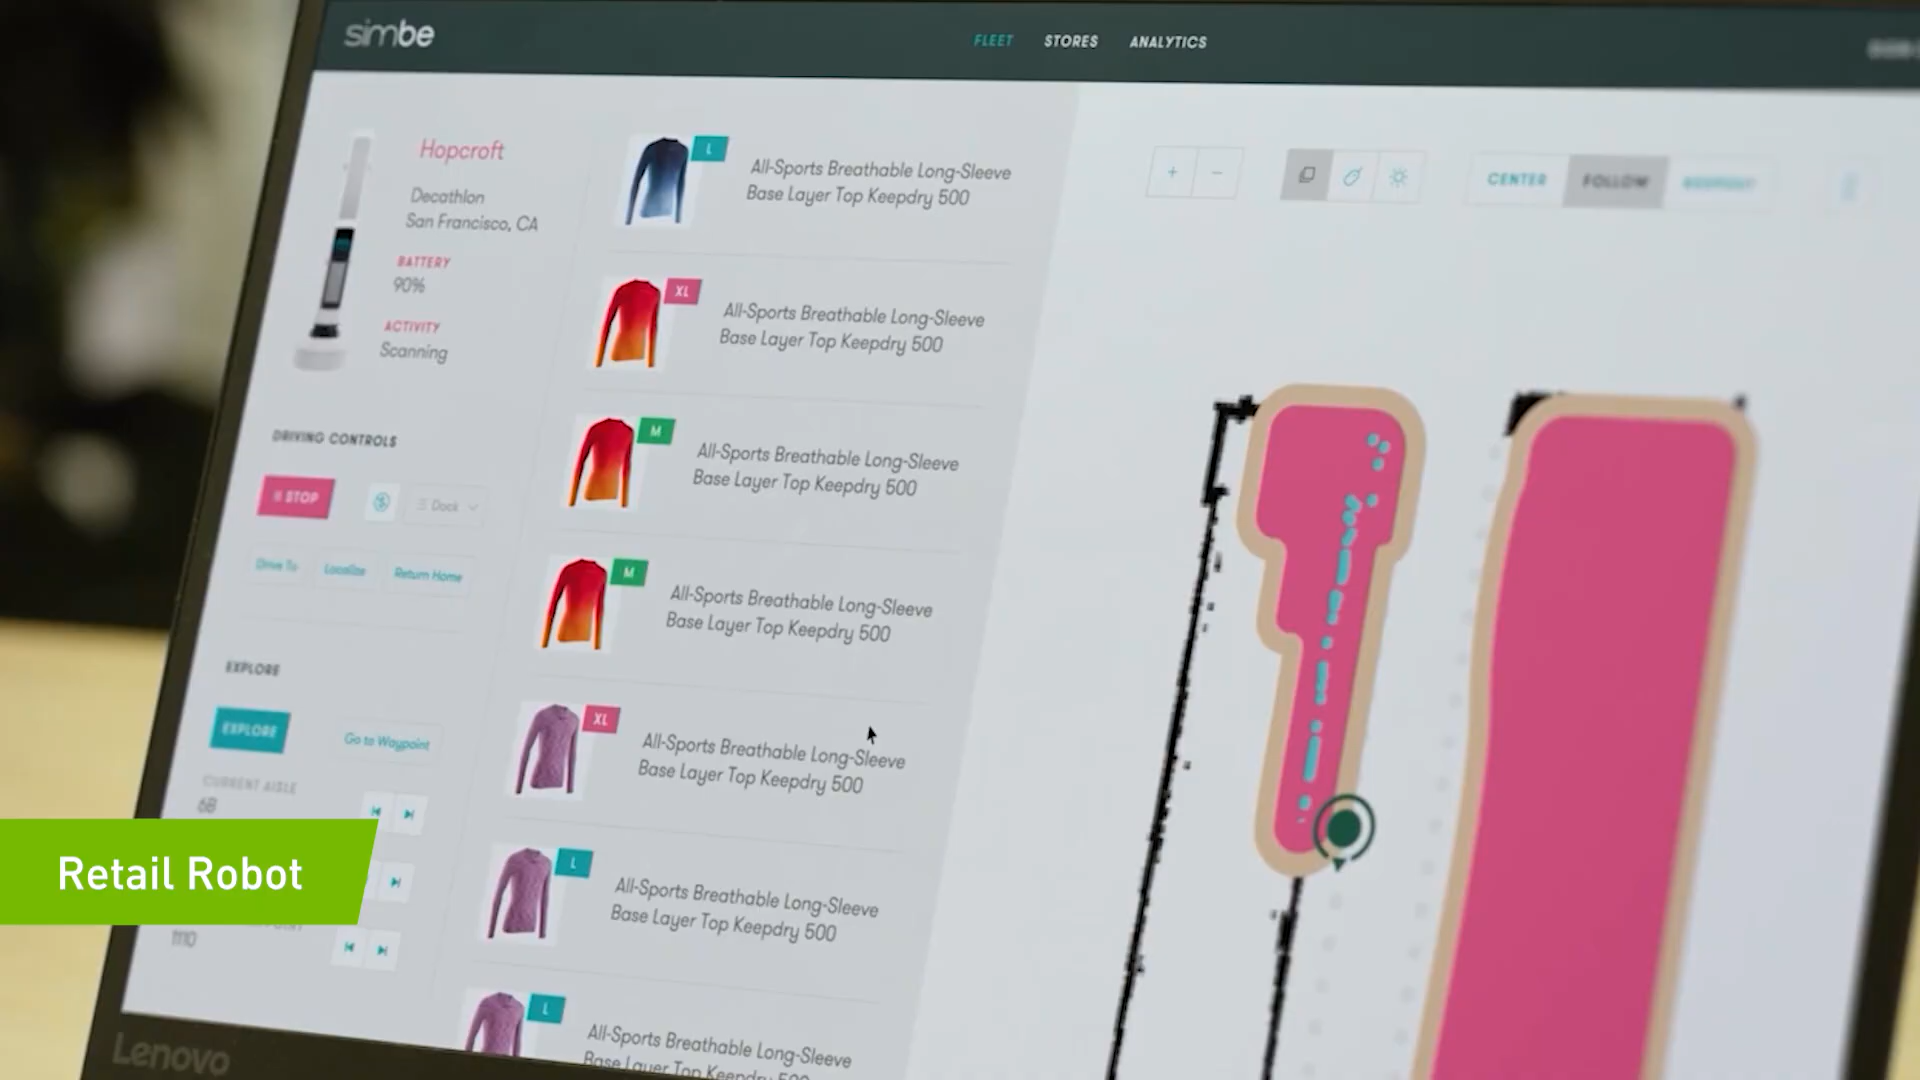 simbe
FLEET
STORES
ANALYTICS
Hopcroft
Decathlon
San Francisco, CA
BATTERY
90%
ACTIVITY
Scanning
DRIVING CONTROLS
STOP
Dock
Drive To
Localize
Return Home
EXPLORE
EXPLORE
Go to Waypoint
CURRENT AISLE
6B
1110
L
All-Sports Breathable Long-Sleeve
Base Layer Top Keepdry 500
XL
All-Sports Breathable Long-Sleeve
Base Layer Top Keepdry 500
M
All-Sports Breathable Long-Sleeve
Base Layer Top Keepdry 500
M
All-Sports Breathable Long-Sleeve
Base Layer Top Keepdry 500
XL
All-Sports Breathable Long-Sleeve
Base Layer Top Keepdry 500
L
All-Sports Breathable Long-Sleeve
Base Layer Top Keepdry 500
L
All-Sports Breathable Long-Sleeve
Base Layer Top Keepdry 500
+
-
CENTER
FOLLOW
Retail Robot
Lenovo